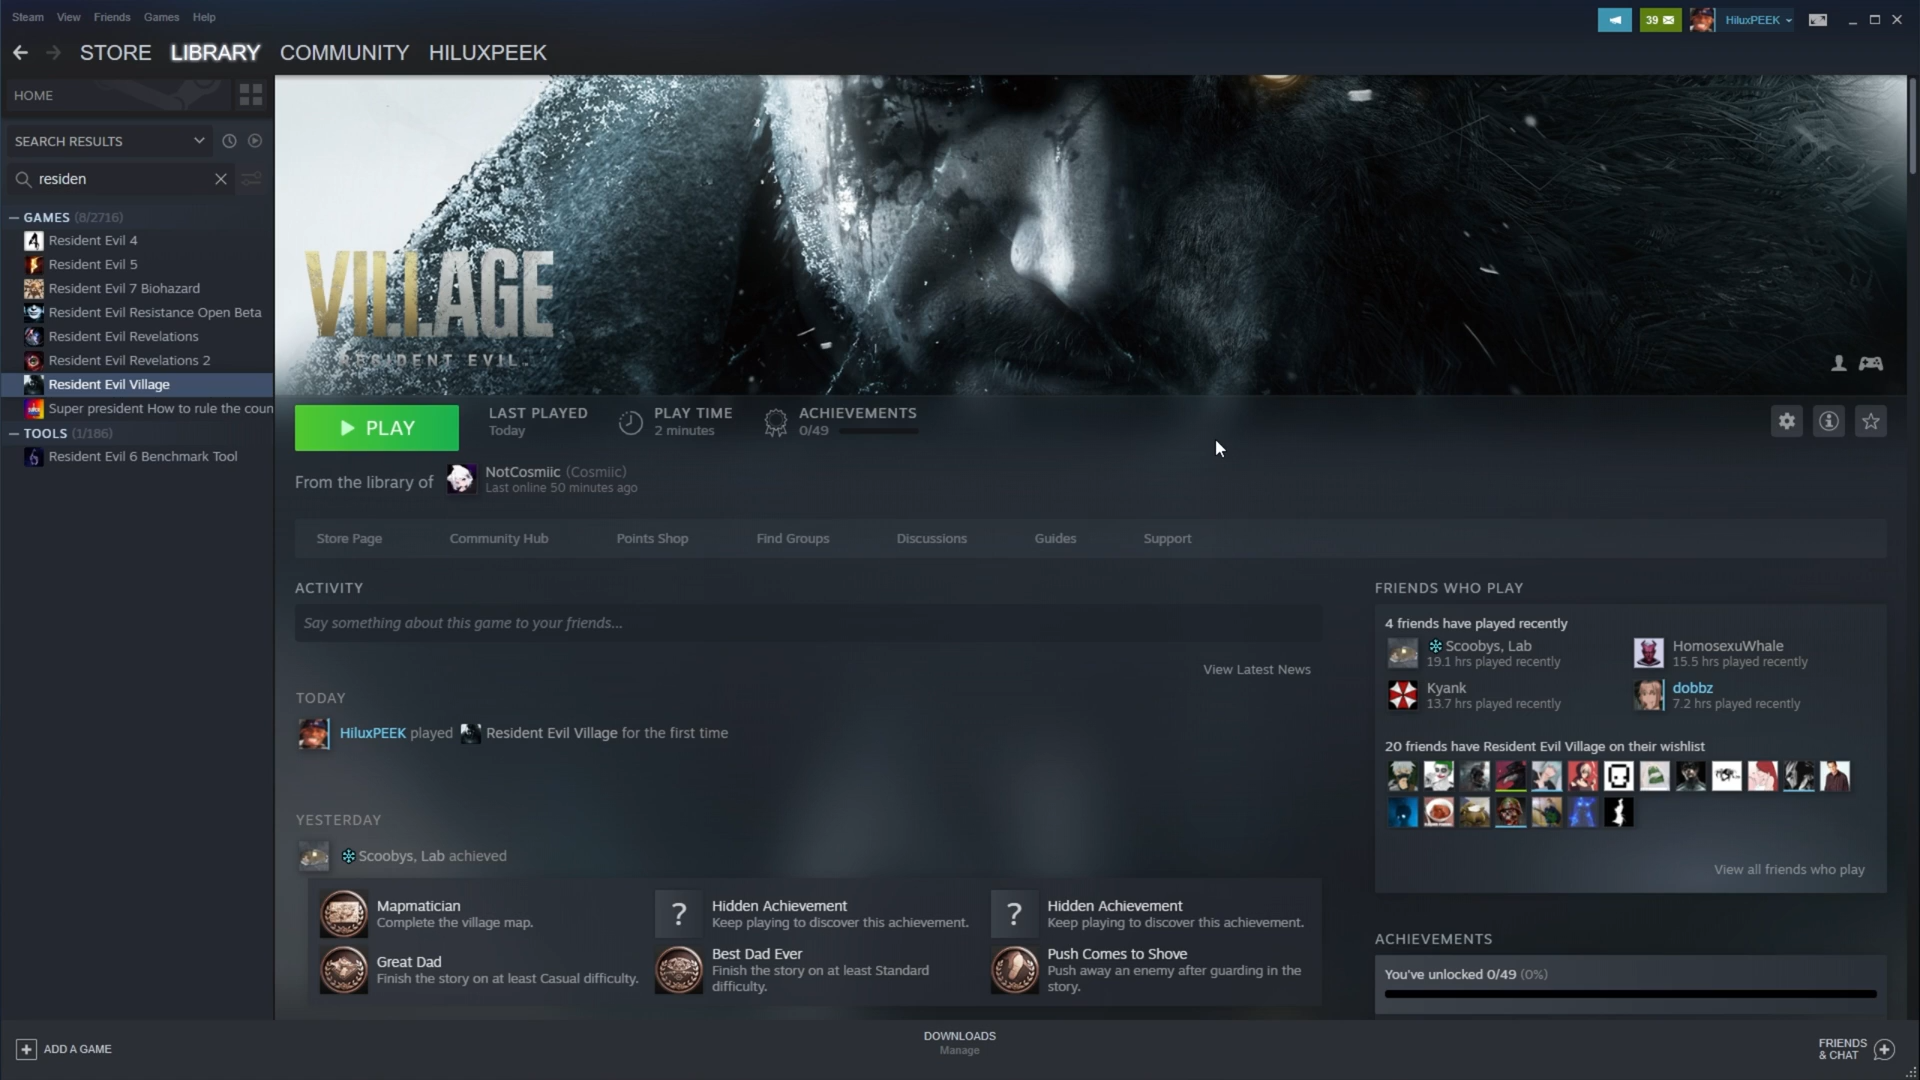 Steam View Friends Games Help
39 HiluxPEEK
STORE LIBRARY COMMUNITY HILUXPEEK
HOME
SEARCH RESULTS
residen
GAMES (8/2716)
Resident Evil 4
Resident Evil 5
Resident Evil 7 Biohazard
Resident Evil Resistance Open Beta
Resident Evil Revelations
Resident Evil Revelations 2
Resident Evil Village
Super president How to rule the coun
TOOLS (1/186)
Resident Evil 6 Benchmark Tool
VILLAGE
RESIDENT EVIL
PLAY
LAST PLAYED
Today
PLAY TIME
2 minutes
ACHIEVEMENTS
0/49
From the library of
NotCosmiic (Cosmiic)
Last online 50 minutes ago
Store Page Community Hub Points Shop Find Groups Discussions Guides Support
ACTIVITY
Say something about this game to your friends...
View Latest News
TODAY
HiluxPEEK played Resident Evil Village for the first time
YESTERDAY
Scoobys, Lab achieved
Mapmatician
Complete the village map.
Hidden Achievement
Keep playing to discover this achievement.
Hidden Achievement
Keep playing to discover this achievement.
Great Dad
Finish the story on at least Casual difficulty.
Best Dad Ever
Finish the story on at least Standard
difficulty.
Push Comes to Shove
Push away an enemy after guarding in the
story.
FRIENDS WHO PLAY
4 friends have played recently
Scoobys, Lab
19.1 hrs played recently
HomosexuWhale
15.5 hrs played recently
Kyank
13.7 hrs played recently
dobbz
7.2 hrs played recently
20 friends have Resident Evil Village on their wishlist
View all friends who play
ACHIEVEMENTS
You've unlocked 0/49 (0%)
ADD A GAME
DOWNLOADS
Manage
FRIENDS
& CHAT